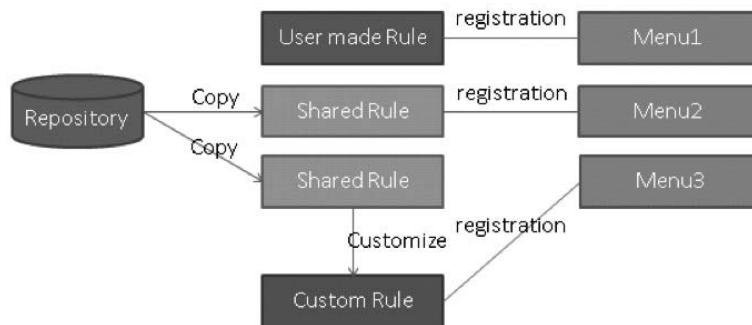 User made Rule
registration
Menu1
Repository
Copy
Shared Rule
registration
Menu2
Copy
Shared Rule
Menu3
Customize
registration
Custom Rule